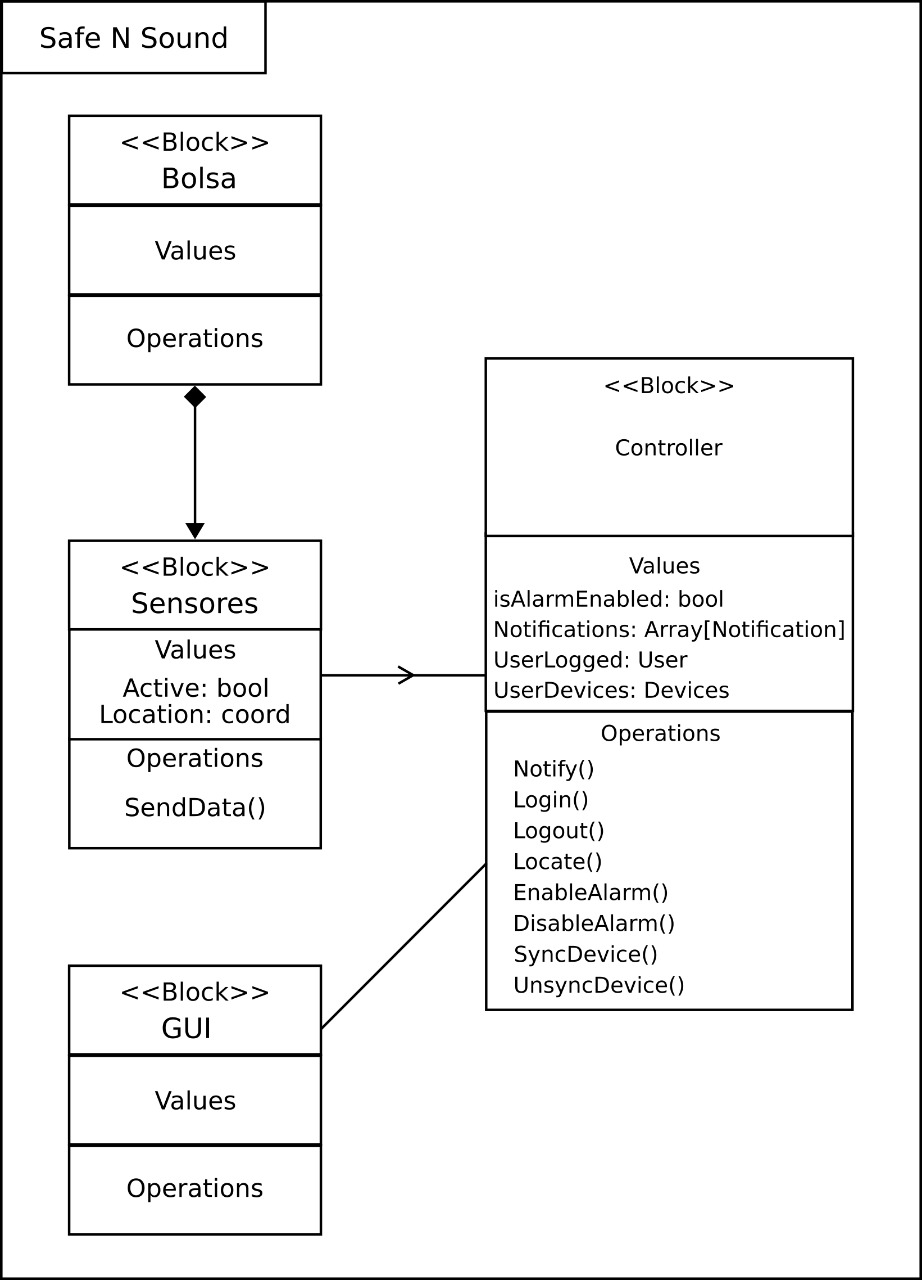 Safe N Sound
<<Block>>
Bolsa
Values
Operations
<<Block>>
Sensores
Values
Active: bool
Location: coord
Operations
SendData()
<<Block>>
Controller
Values
isAlarmEnabled: bool
Notifications: Array[Notification]
UserLogged: User
UserDevices: Devices
Operations
Notify()
Login()
Logout()
Locate()
EnableAlarm()
DisableAlarm()
SyncDevice()
UnsyncDevice()
<<Block>>
GUI
Values
Operations